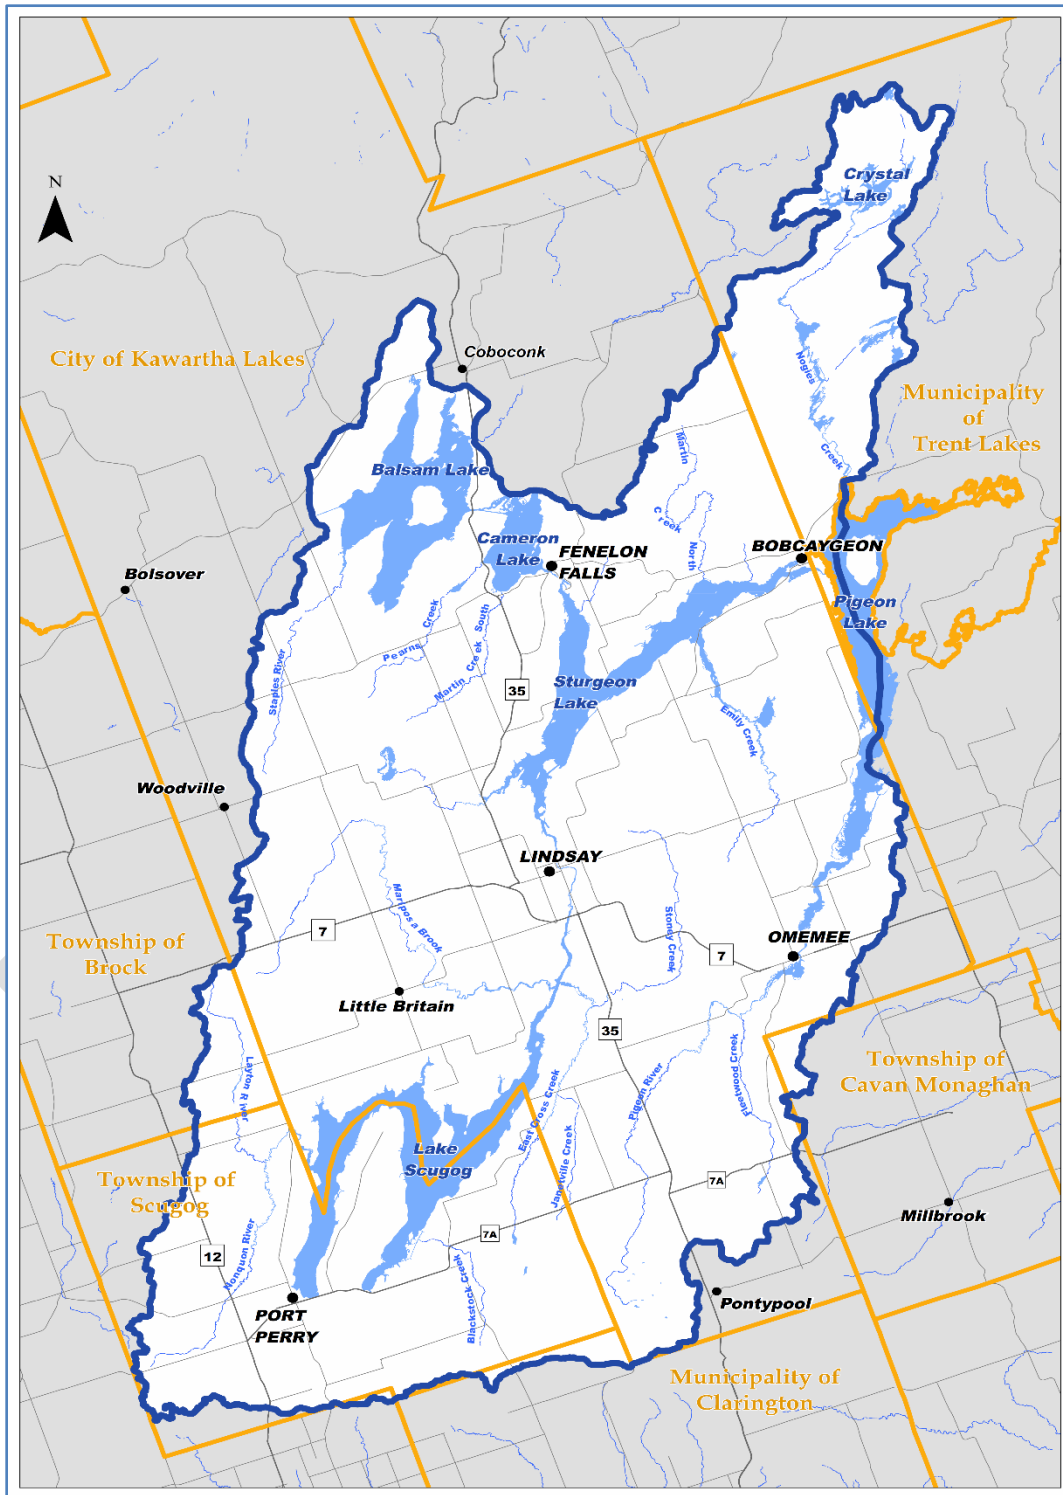 Crystal
Lake
N
Coboconk
City of Kawartha Lakes
Nogies
Creek
Municipality
of
Trent Lakes
Martin
Creek
North
Balsam Lake
Cameron
Lake
FENELON
FALLS
BOBCAYGEON
Bolsover
Pigeon
Lake
Pearns Creek
Martin Creek South
Staples River
35
Sturgeon
Lake
Emily Creek
Woodville
LINDSAY
Mariposa Brook
Stoney Creek
7
7
OMEMEE
Township of
Brock
Little Britain
35
Layton River
East Cross Creek
Pigeon River
Fleetwood Creek
Township of
Cavan Monaghan
Janetville Creek
Lake
Scugog
Township of
Scugog
7A
7A
Millbrook
12
Nonquon River
Blackstock Creek
Pontypool
PORT
PERRY
Municipality of
Clarington